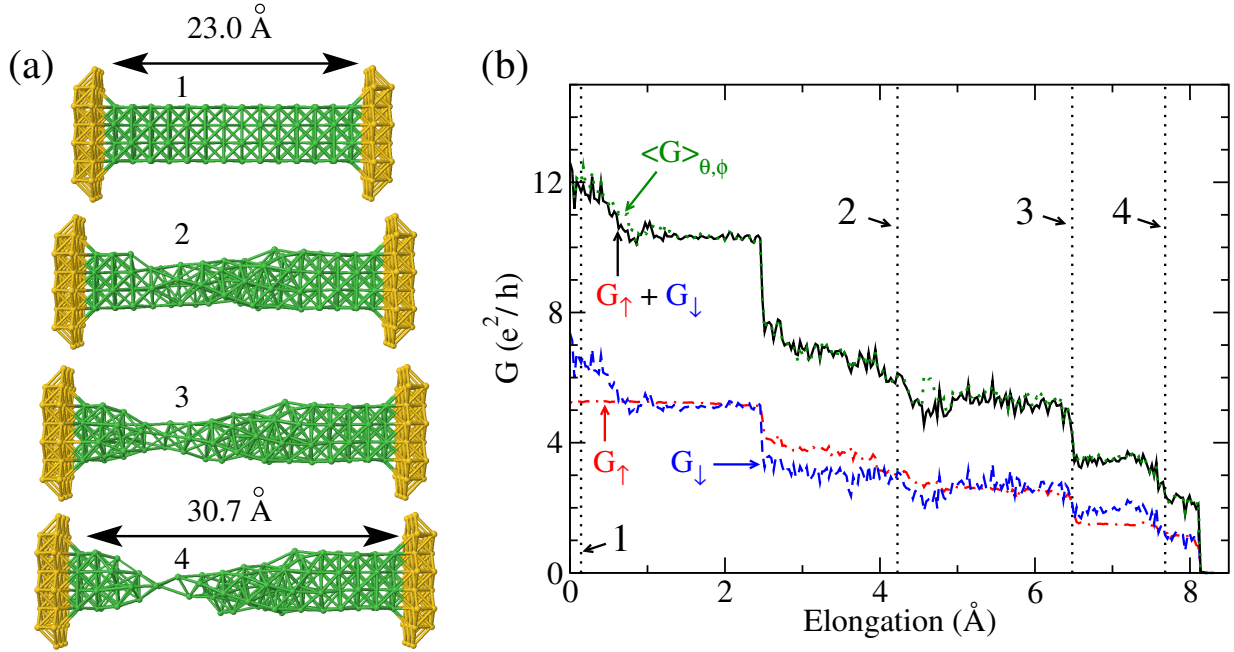 (a)
23.0 Å
1
2
3
30.7 Å
4
(b)
G (e²/h)
12
8
4
0
<G>θ,ϕ
G↑ + G↓
G↑
G↓
1
2
3
4
0 2 4 6 8
Elongation (Å)